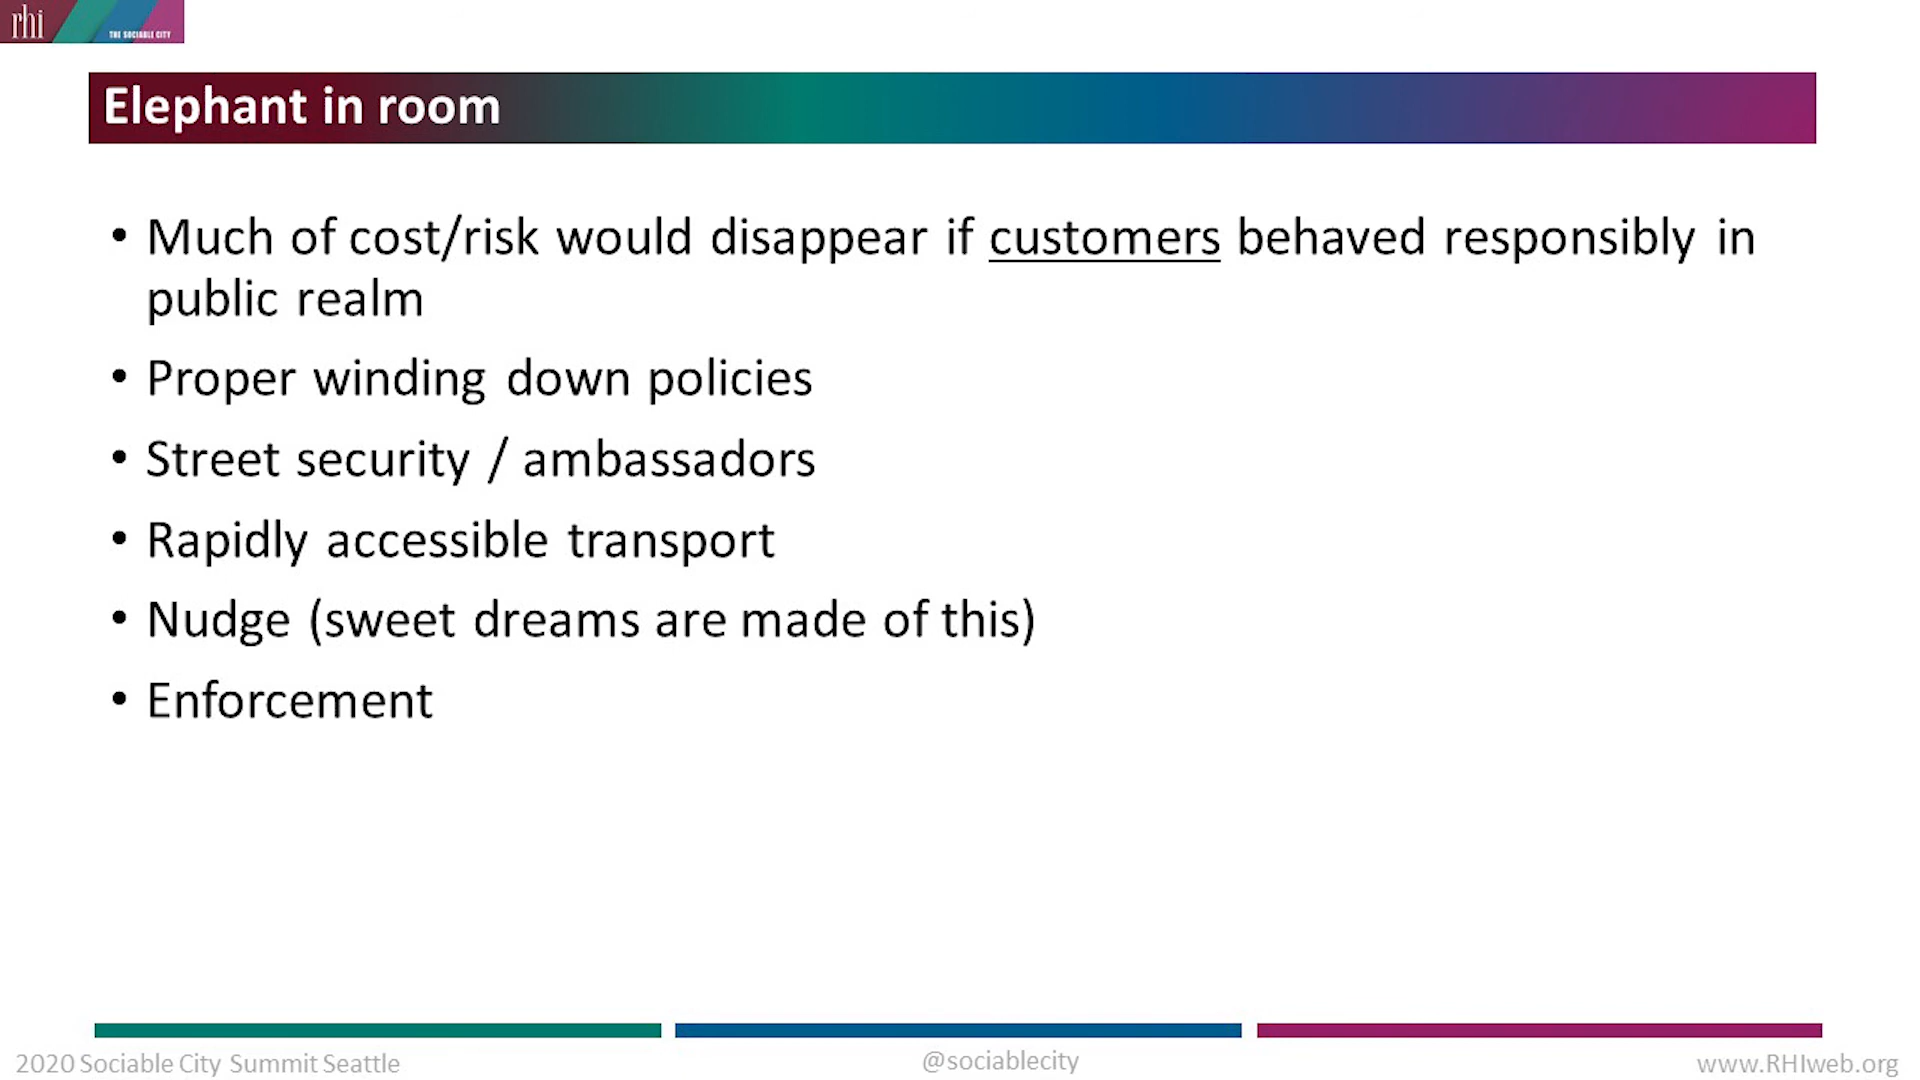 rhi
THE SOCIABLE CITY
Elephant in room
• Much of cost/risk would disappear if customers behaved responsibly in
public realm
• Proper winding down policies
• Street security / ambassadors
• Rapidly accessible transport
• Nudge (sweet dreams are made of this)
• Enforcement
2020 Sociable City Summit Seattle
@sociablecity
www.RHIweb.org